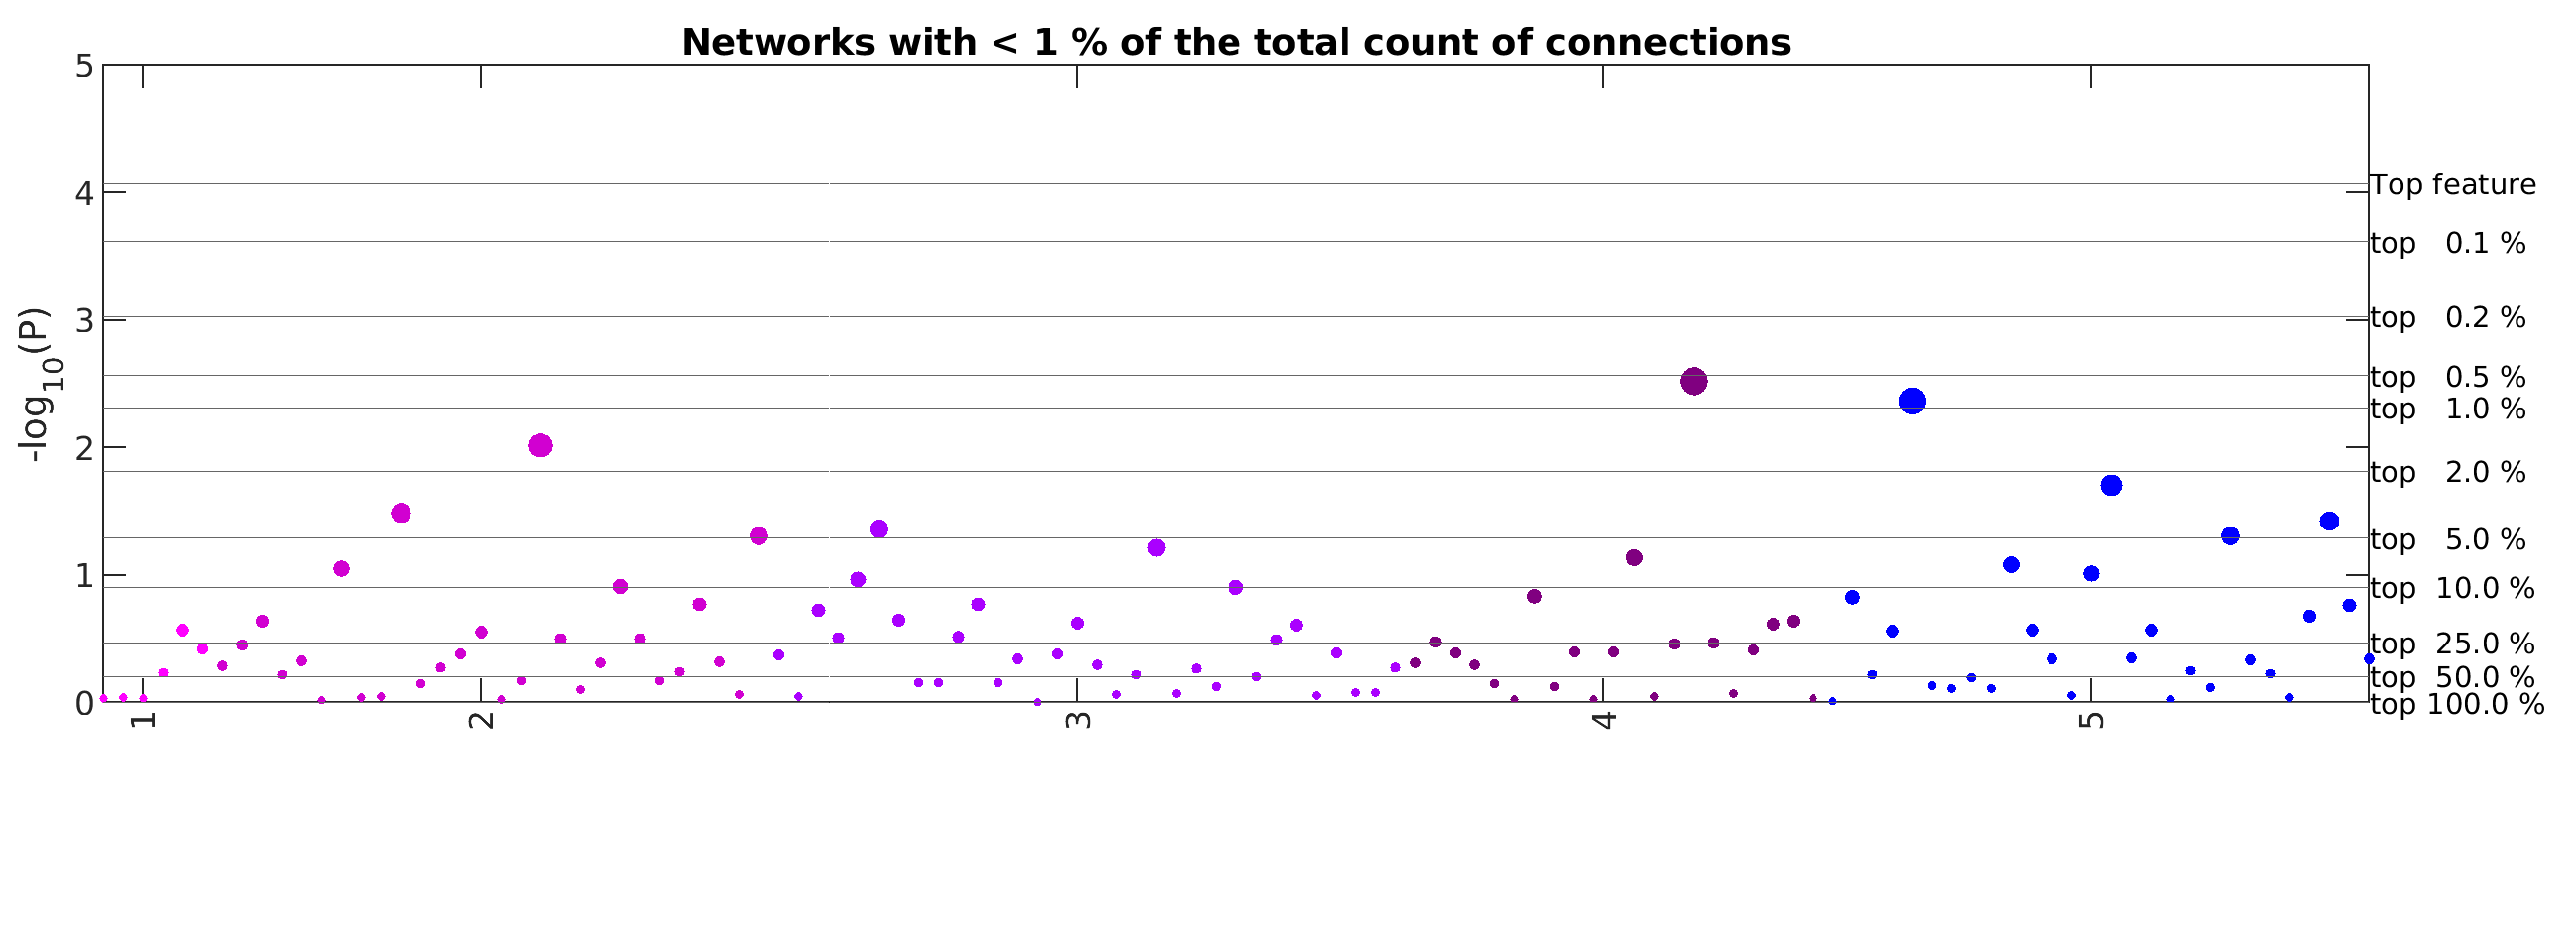 Networks with < 1 % of the total count of connections
5
4
3
2
1
0
-log10(P)
Top feature
top 0.1 %
top 0.2 %
top 0.5 %
top 1.0 %
top 2.0 %
top 5.0 %
top 10.0 %
top 25.0 %
top 50.0 %
top 100.0 %
1
2
3
4
5